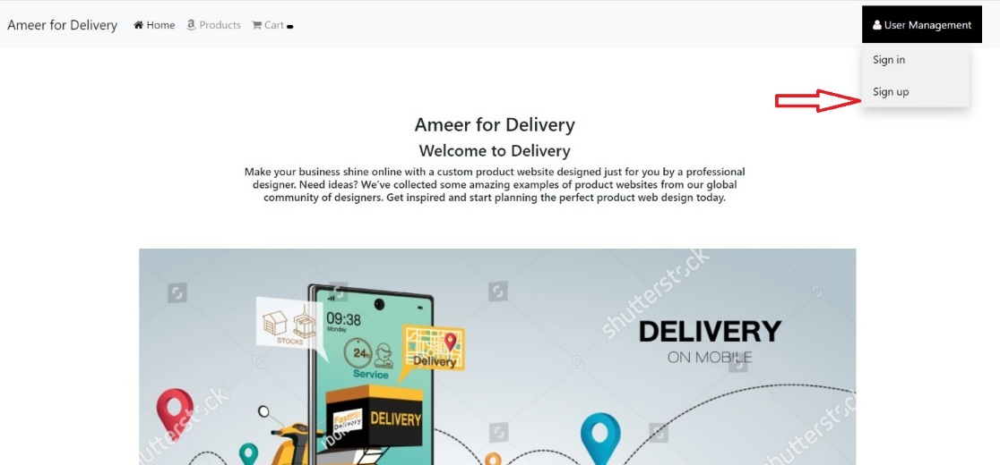 Ameer for Delivery Home Products Cart User Management
Sign in
Sign up
Ameer for Delivery
Welcome to Delivery
Make your business shine online with a custom product website designed just for you by a professional
designer. Need ideas? We've collected some amazing examples of product websites from our global
community of designers. Get inspired and start planning the perfect product web design today.
shutterstock
09:38
Monday
STOCKS
24h
Service
Delivery
DELIVERY
ON MOBILE
Fast
Delivery
DELIVERY